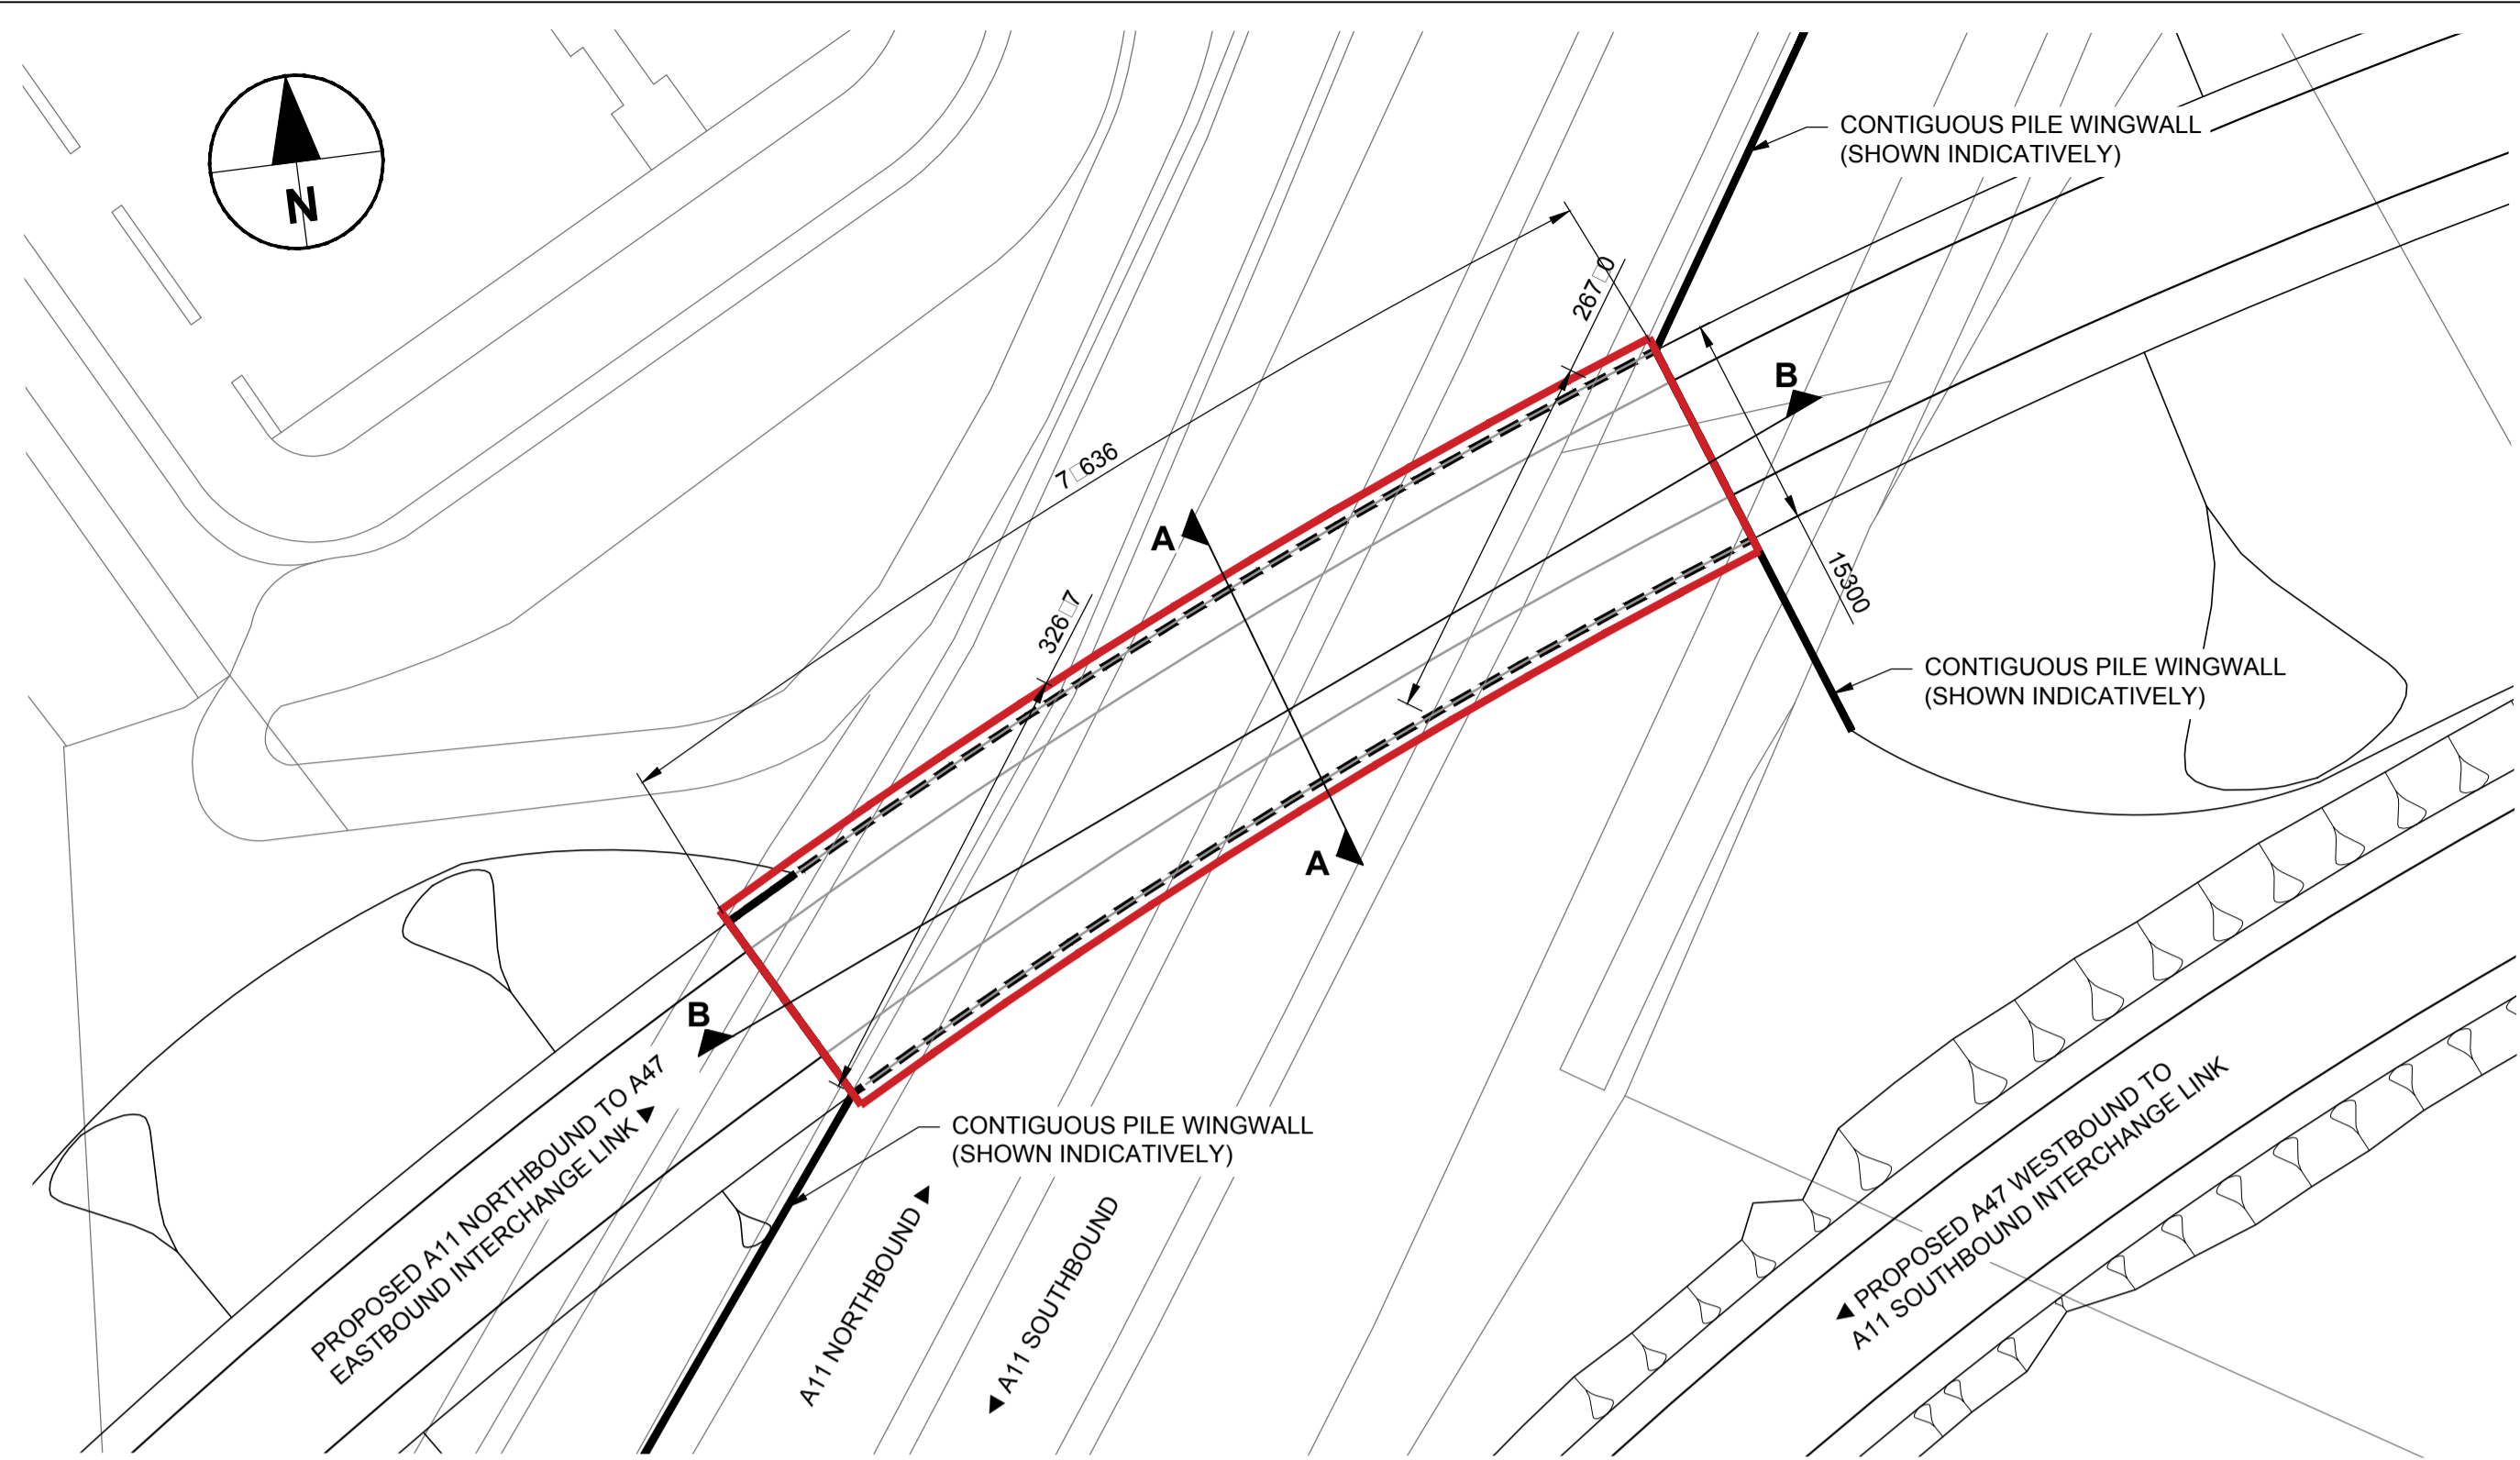 N
CONTIGUOUS PILE WINGWALL
(SHOWN INDICATIVELY)
267□0
7□636
B
A
326□7
15300
CONTIGUOUS PILE WINGWALL
(SHOWN INDICATIVELY)
A
B
PROPOSED A11 NORTHBOUND TO A47
EASTBOUND INTERCHANGE LINK
CONTIGUOUS PILE WINGWALL
(SHOWN INDICATIVELY)
A11 NORTHBOUND
A11 SOUTHBOUND
PROPOSED A47 WESTBOUND TO
A11 SOUTHBOUND INTERCHANGE LINK